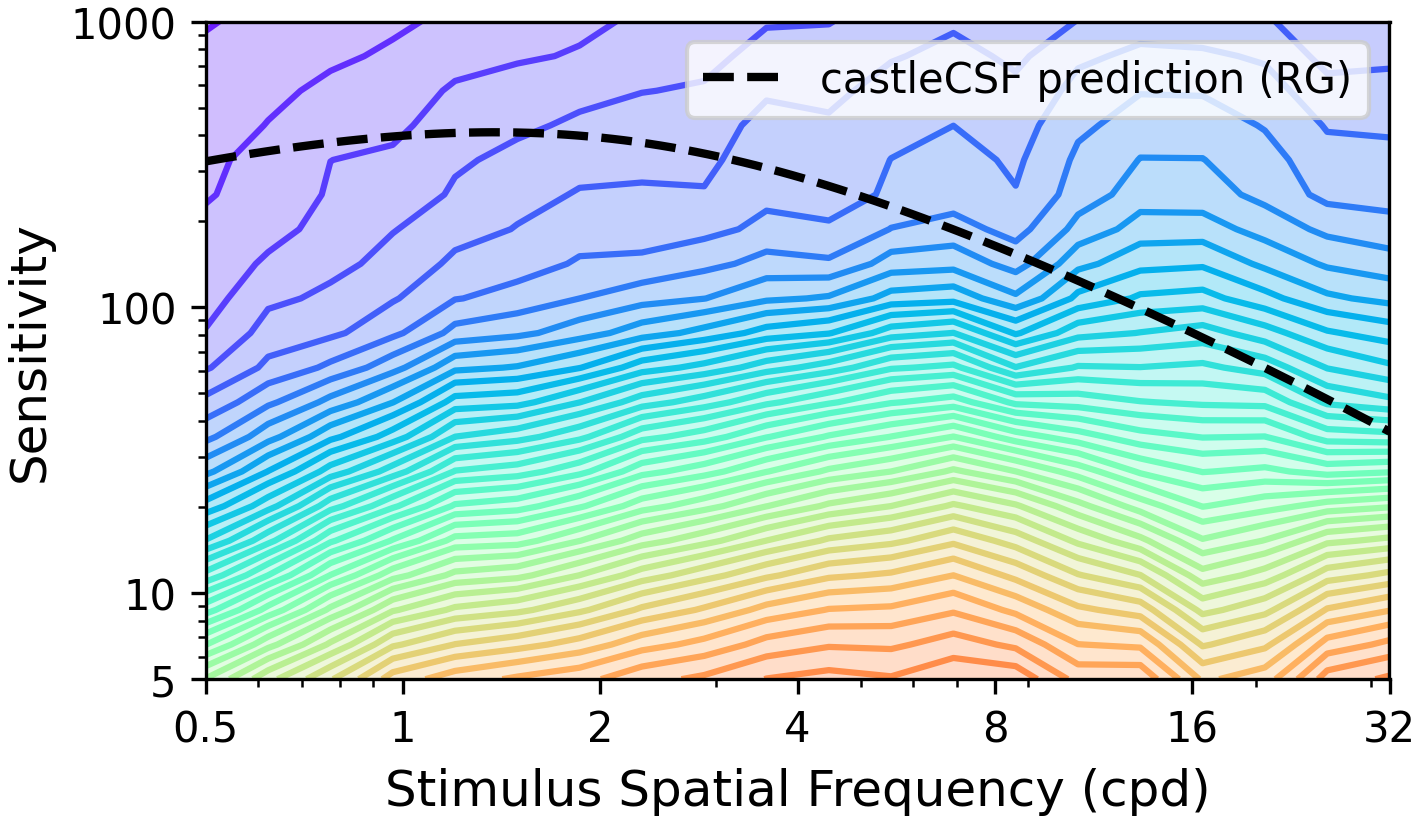 1000
100
10
5
Sensitivity
castleCSF prediction (RG)
0.5 1 2 4 8 16 32
Stimulus Spatial Frequency (cpd)